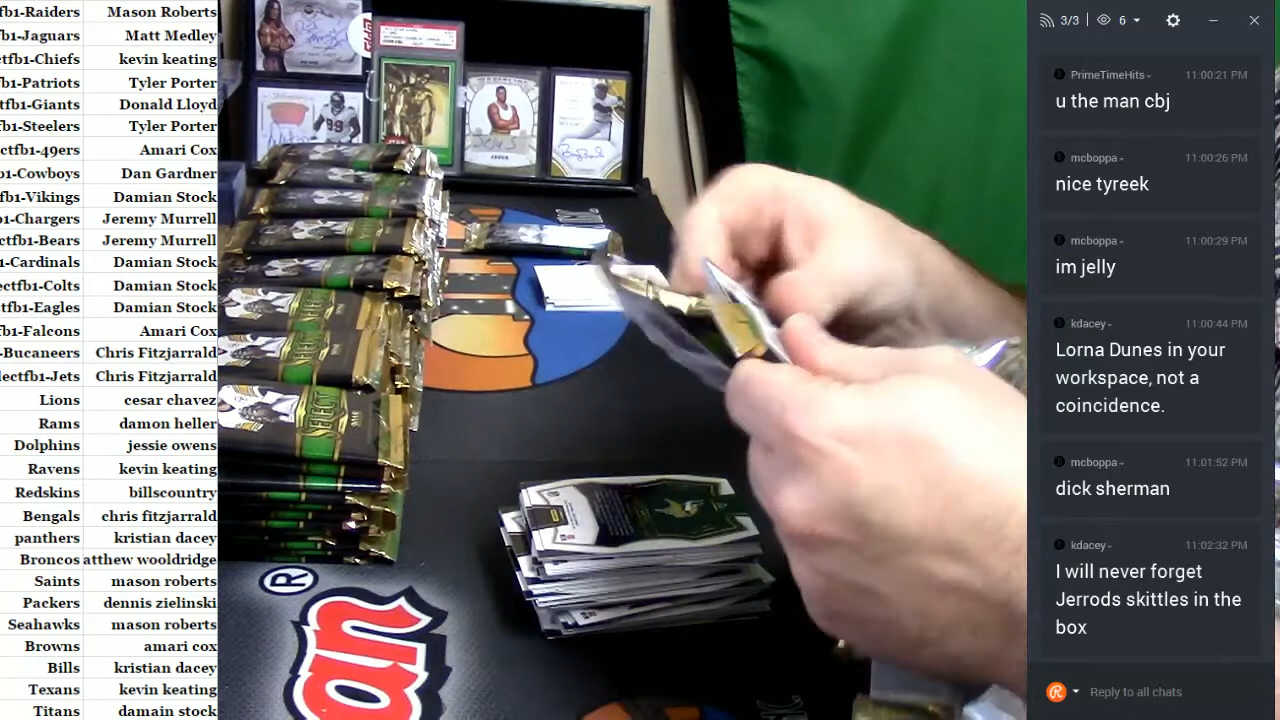 fb1-Raiders Mason Roberts
fb1-Jaguars Matt Medley
ctfb1-Chiefs kevin keating
fb1-Patriots Tyler Porter
ctfb1-Giants Donald Lloyd
fb1-Steelers Tyler Porter
ctfb1-49ers Amari Cox
b1-Cowboys Dan Gardner
fb1-Vikings Damian Stock
1-Chargers Jeremy Murrell
ctfb1-Bears Jeremy Murrell
1-Cardinals Damian Stock
lectfb1-Colts Damian Stock
ectfb1-Eagles Damian Stock
fb1-Falcons Amari Cox
-Bucaneers Chris Fitzjarrald
lectfb1-Jets Chris Fitzjarrald
Lions cesar chavez
Rams damon heller
Dolphins jessie owens
Ravens kevin keating
Redskins billscountry
Bengals chris fitzjarrald
panthers kristian dacey
Broncos atthew wooldridge
Saints mason roberts
Packers dennis zielinski
Seahawks mason roberts
Browns amari cox
Bills kristian dacey
Texans kevin keating
Titans damain stock
99
ELECT
®
an
3/3 6
PrimeTimeHits 11:00:21 PM
u the man cbj
mcboppa 11:00:26 PM
nice tyreek
mcboppa 11:00:29 PM
im jelly
kdacey 11:00:44 PM
Lorna Dunes in your
workspace, not a
coincidence.
mcboppa 11:01:52 PM
dick sherman
kdacey 11:02:32 PM
I will never forget
Jerrods skittles in the
box
Reply to all chats